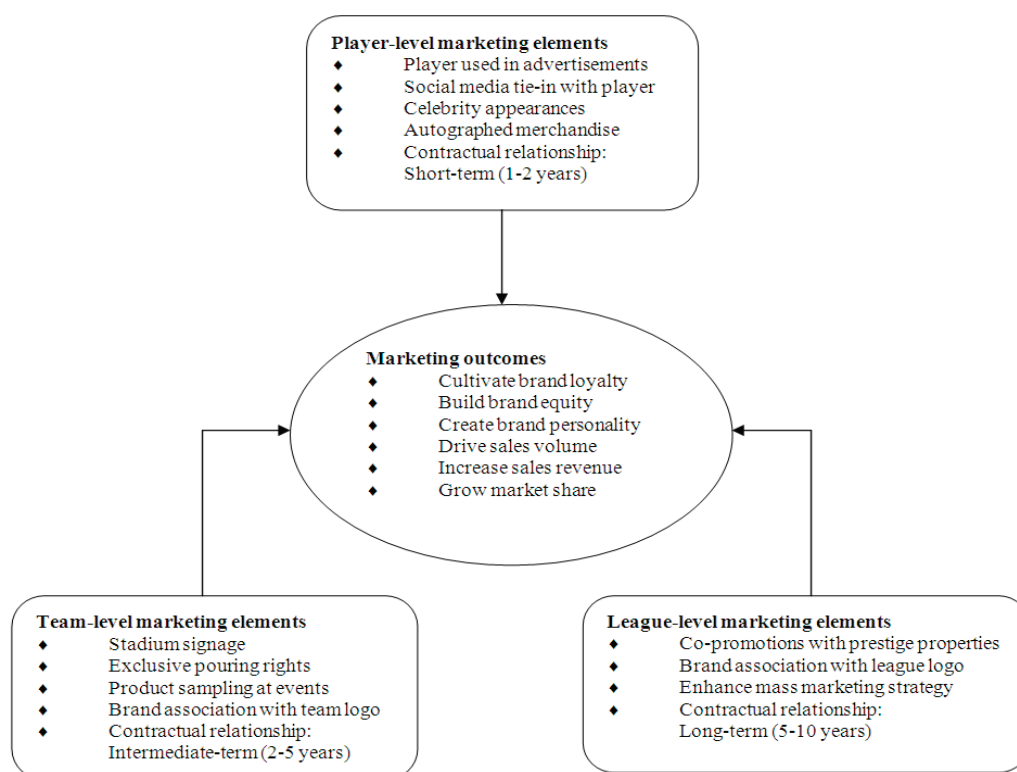 Player-level marketing elements
♦ Player used in advertisements
♦ Social media tie-in with player
♦ Celebrity appearances
♦ Autographed merchandise
♦ Contractual relationship:
Short-term (1-2 years)
Marketing outcomes
♦ Cultivate brand loyalty
♦ Build brand equity
♦ Create brand personality
♦ Drive sales volume
♦ Increase sales revenue
♦ Grow market share
Team-level marketing elements
♦ Stadium signage
♦ Exclusive pouring rights
♦ Product sampling at events
♦ Brand association with team logo
♦ Contractual relationship:
Intermediate-term (2-5 years)
League-level marketing elements
♦ Co-promotions with prestige properties
♦ Brand association with league logo
♦ Enhance mass marketing strategy
♦ Contractual relationship:
Long-term (5-10 years)